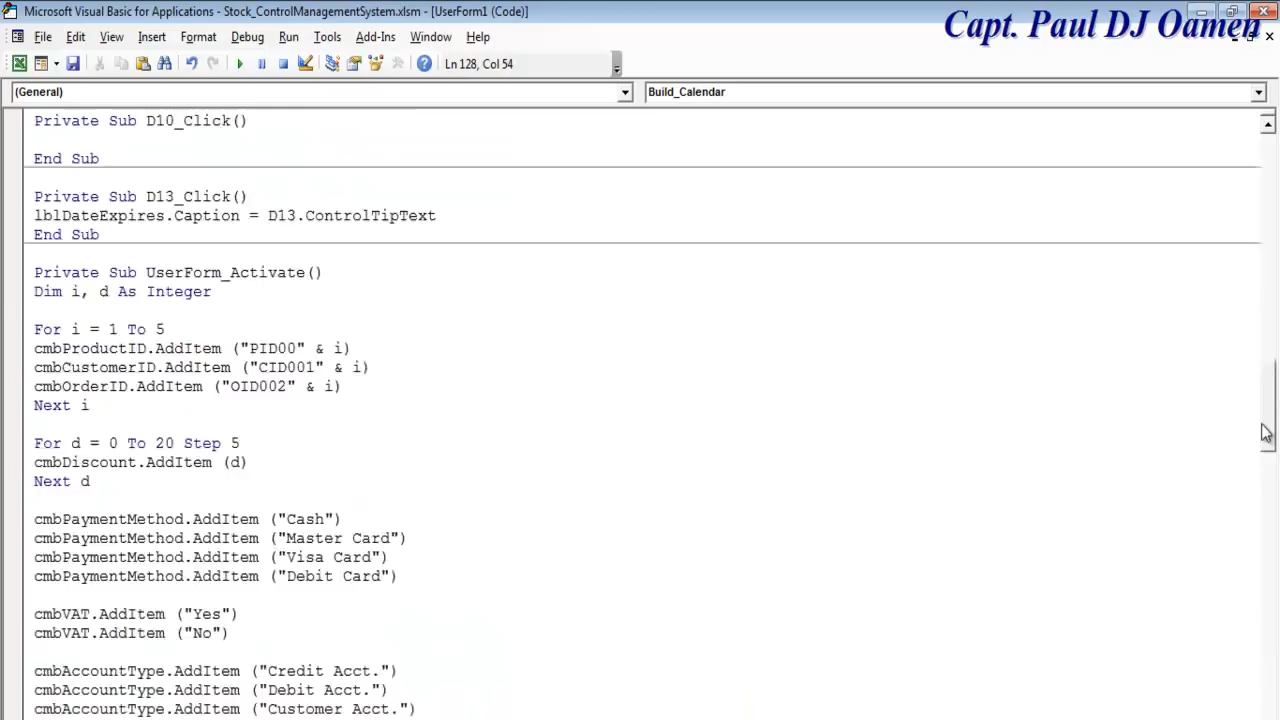 Microsoft Visual Basic for Applications - Stock_ControlManagementSystem.xlsm - [UserForm1 (Code)]
Capt. Paul DJ Oamen
File Edit View Insert Format Debug Run Tools Add-Ins Window Help
Ln 128, Col 54
(General) Build_Calendar
Private Sub D10_Click()
End Sub
Private Sub D13_Click()
lblDateExpires.Caption = D13.ControlTipText
End Sub
Private Sub UserForm_Activate()
Dim i, d As Integer
For i = 1 To 5
cmbProductID.AddItem ("PID00" & i)
cmbCustomerID.AddItem ("CID001" & i)
cmbOrderID.AddItem ("OID002" & i)
Next i
For d = 0 To 20 Step 5
cmbDiscount.AddItem (d)
Next d
cmbPaymentMethod.AddItem ("Cash")
cmbPaymentMethod.AddItem ("Master Card")
cmbPaymentMethod.AddItem ("Visa Card")
cmbPaymentMethod.AddItem ("Debit Card")
cmbVAT.AddItem ("Yes")
cmbVAT.AddItem ("No")
cmbAccountType.AddItem ("Credit Acct.")
cmbAccountType.AddItem ("Debit Acct.")
cmbAccountType.AddItem ("Customer Acct.")